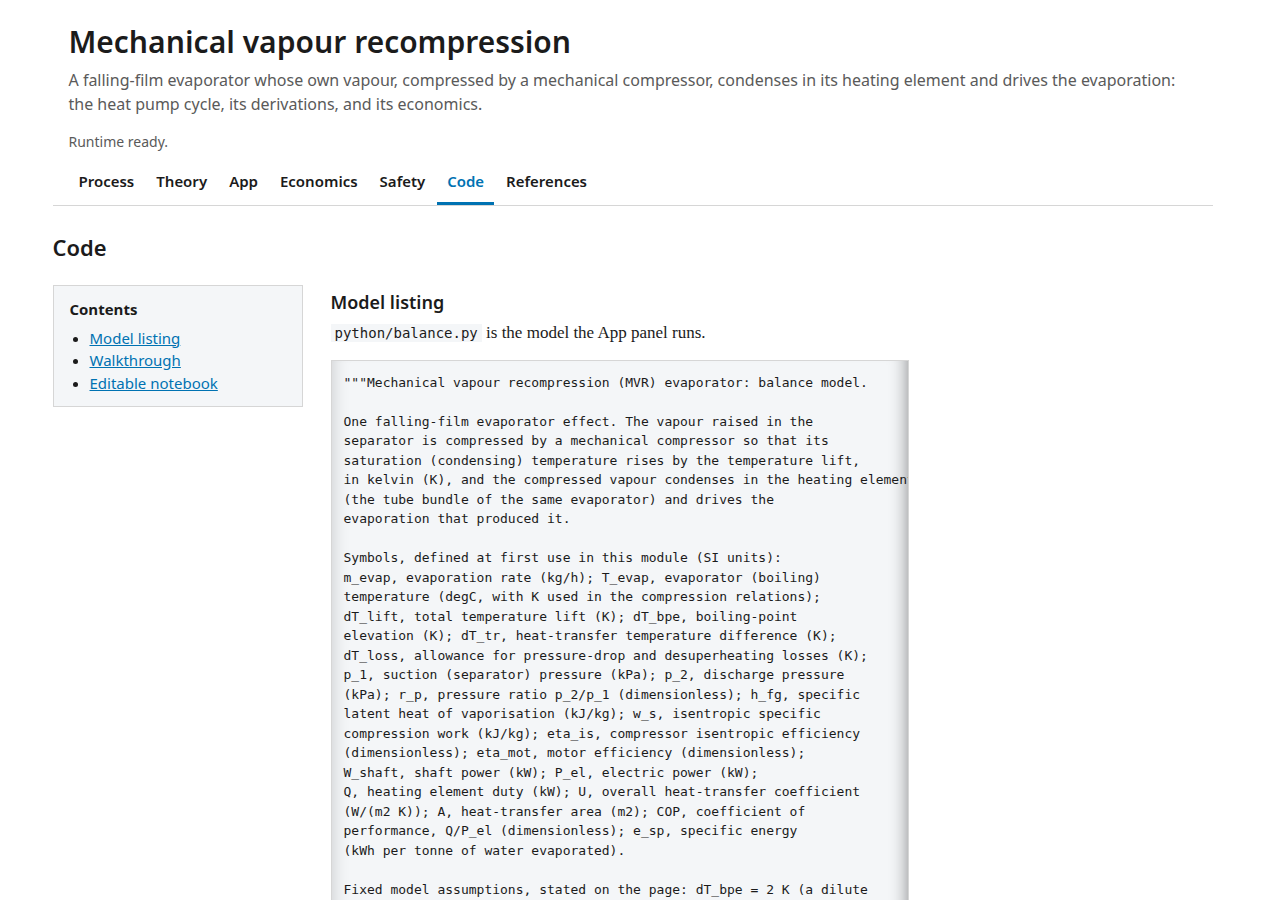 Mechanical vapour recompression
A falling-film evaporator whose own vapour, compressed by a mechanical compressor, condenses in its heating element and drives the evaporation:
the heat pump cycle, its derivations, and its economics.
Runtime ready.
Process Theory App Economics Safety Code References
Code
Contents
Model listing
Walkthrough
Editable notebook
Model listing
python/balance.py is the model the App panel runs.
"""Mechanical vapour recompression (MVR) evaporator: balance model.
One falling-film evaporator effect. The vapour raised in the
separator is compressed by a mechanical compressor so that its
saturation (condensing) temperature rises by the temperature lift,
in kelvin (K), and the compressed vapour condenses in the heating elemen
(the tube bundle of the same evaporator) and drives the
evaporation that produced it.
Symbols, defined at first use in this module (SI units):
m_evap, evaporation rate (kg/h); T_evap, evaporator (boiling)
temperature (degC, with K used in the compression relations);
dT_lift, total temperature lift (K); dT_bpe, boiling-point
elevation (K); dT_tr, heat-transfer temperature difference (K);
dT_loss, allowance for pressure-drop and desuperheating losses (K);
p_1, suction (separator) pressure (kPa); p_2, discharge pressure
(kPa); r_p, pressure ratio p_2/p_1 (dimensionless); h_fg, specific
latent heat of vaporisation (kJ/kg); w_s, isentropic specific
compression work (kJ/kg); eta_is, compressor isentropic efficiency
(dimensionless); eta_mot, motor efficiency (dimensionless);
W_shaft, shaft power (kW); P_el, electric power (kW);
Q, heating element duty (kW); U, overall heat-transfer coefficient
(W/(m2 K)); A, heat-transfer area (m2); COP, coefficient of
performance, Q/P_el (dimensionless); e_sp, specific energy
(kWh per tonne of water evaporated).
Fixed model assumptions, stated on the page: dT_bpe = 2 K (a dilute